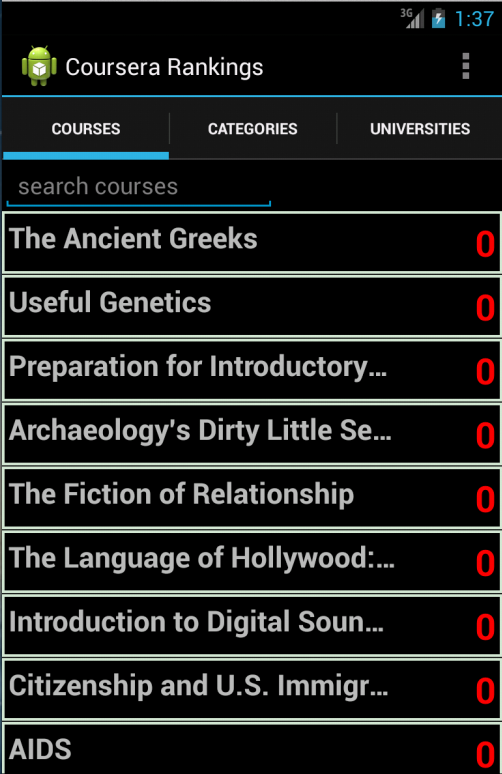 3G 1:37
Coursera Rankings
COURSES CATEGORIES UNIVERSITIES
search courses
The Ancient Greeks 0
Useful Genetics 0
Preparation for Introductory... 0
Archaeology's Dirty Little Se... 0
The Fiction of Relationship 0
The Language of Hollywood:... 0
Introduction to Digital Soun... 0
Citizenship and U.S. Immigr... 0
AIDS 0